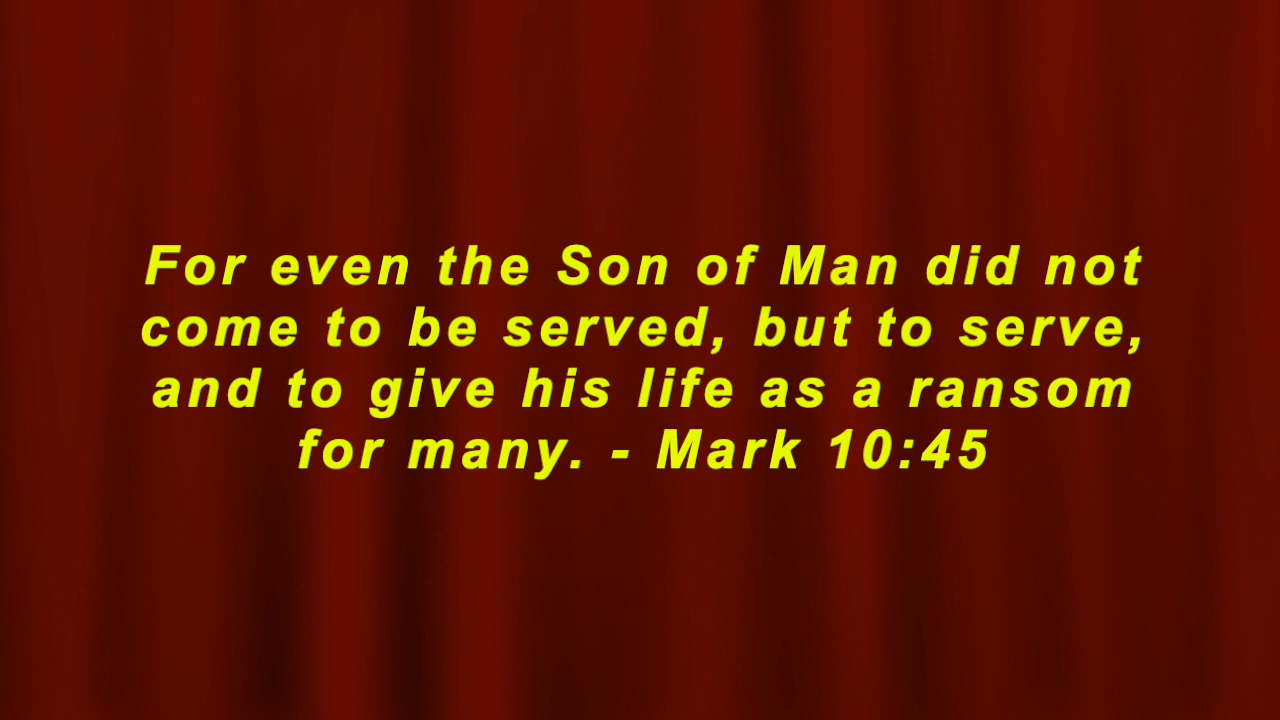 For even the Son of Man did not
come to be served, but to serve,
and to give his life as a ransom
for many. - Mark 10:45